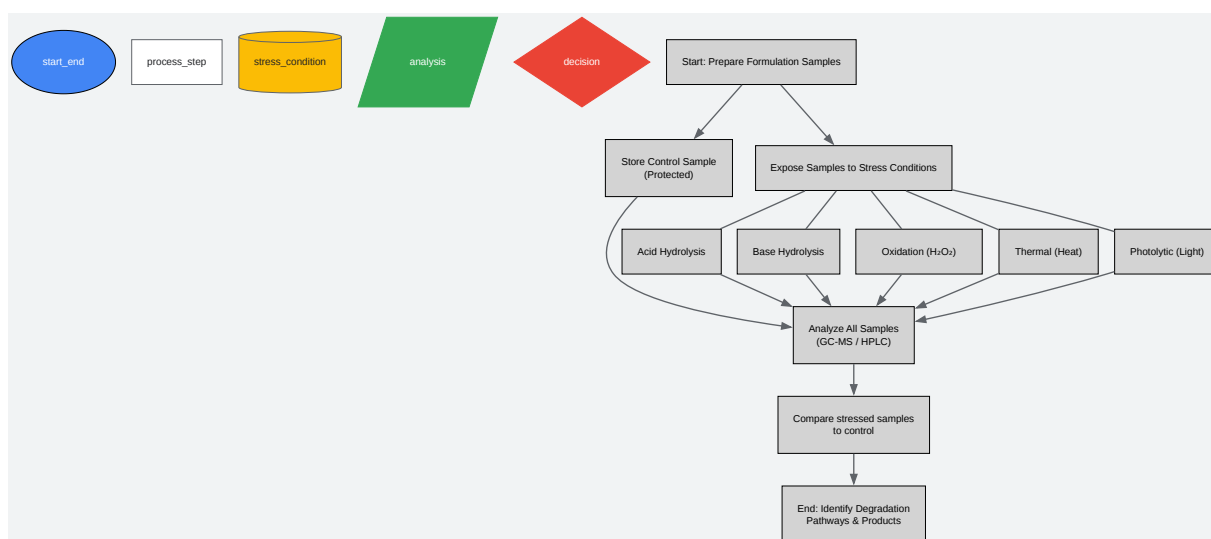 start_end
process_step
stress_condition
analysis
decision
Start: Prepare Formulation Samples
Store Control Sample
(Protected)
Expose Samples to Stress Conditions
Acid Hydrolysis
Base Hydrolysis
Oxidation (H₂O₂)
Thermal (Heat)
Photolytic (Light)
Analyze All Samples
(GC-MS / HPLC)
Compare stressed samples
to control
End: Identify Degradation
Pathways & Products